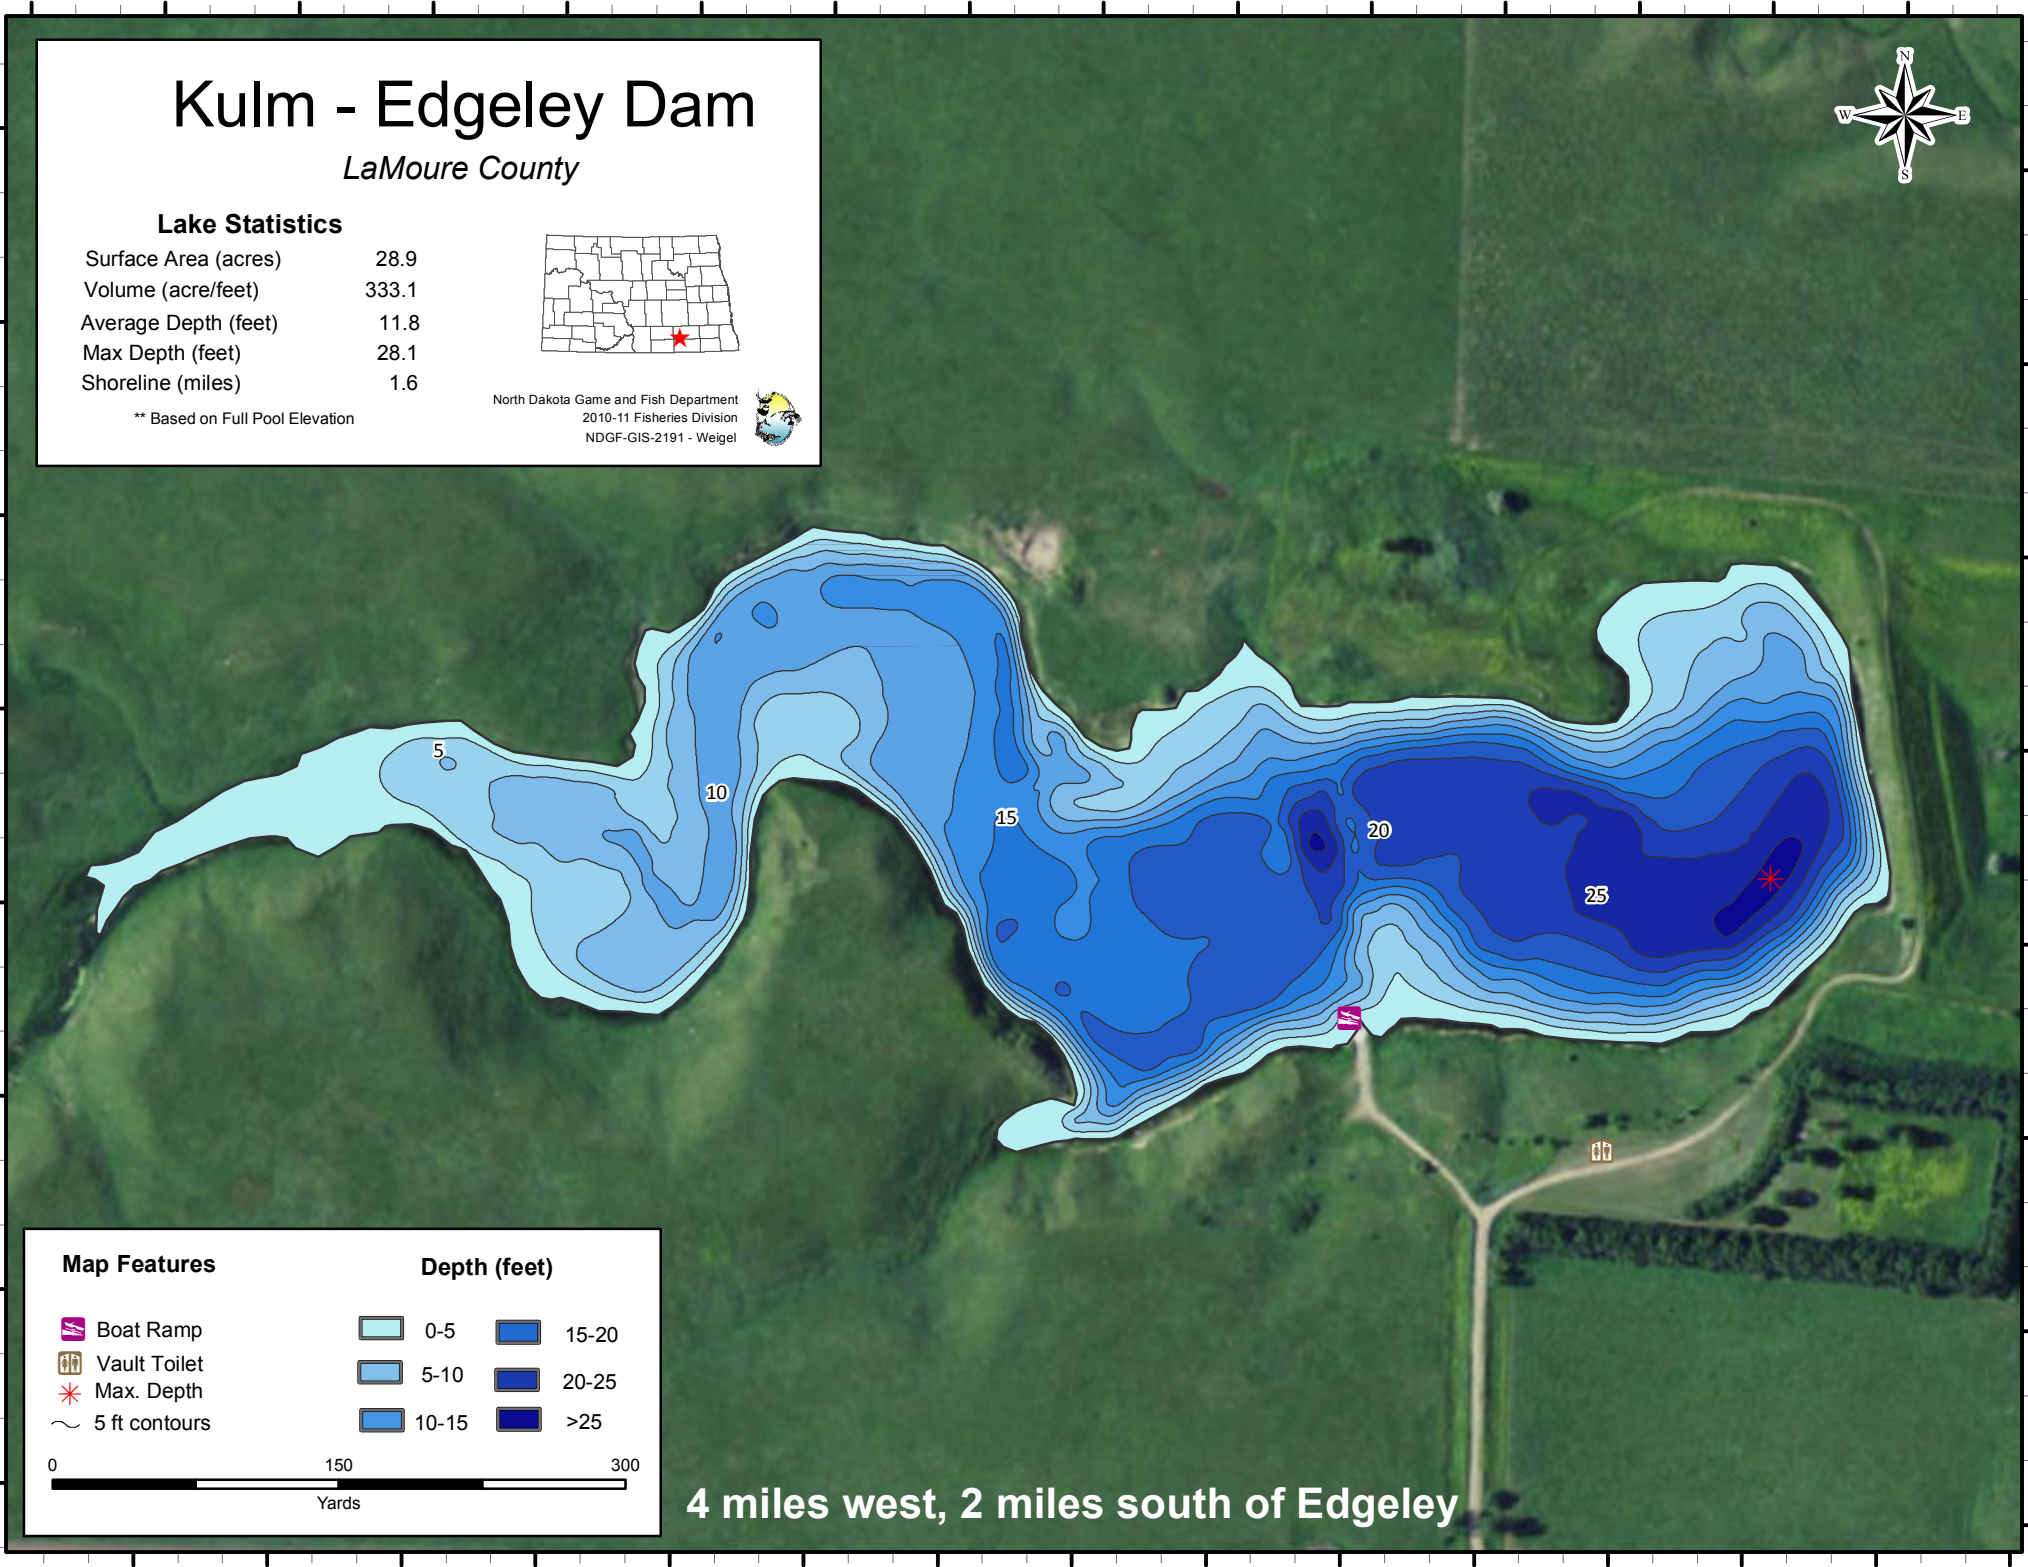 Kulm - Edgeley Dam
LaMoure County
Lake Statistics
Surface Area (acres) 28.9
Volume (acre/feet) 333.1
Average Depth (feet) 11.8
Max Depth (feet) 28.1
Shoreline (miles) 1.6
** Based on Full Pool Elevation
North Dakota Game and Fish Department
2010-11 Fisheries Division
NDGF-GIS-2191 - Weigel
N
W E
S
5
10
15
20
25
Map Features
Boat Ramp
Vault Toilet
Max. Depth
5 ft contours
Depth (feet)
0-5 15-20
5-10 20-25
10-15 >25
0 150 300
Yards
4 miles west, 2 miles south of Edgeley